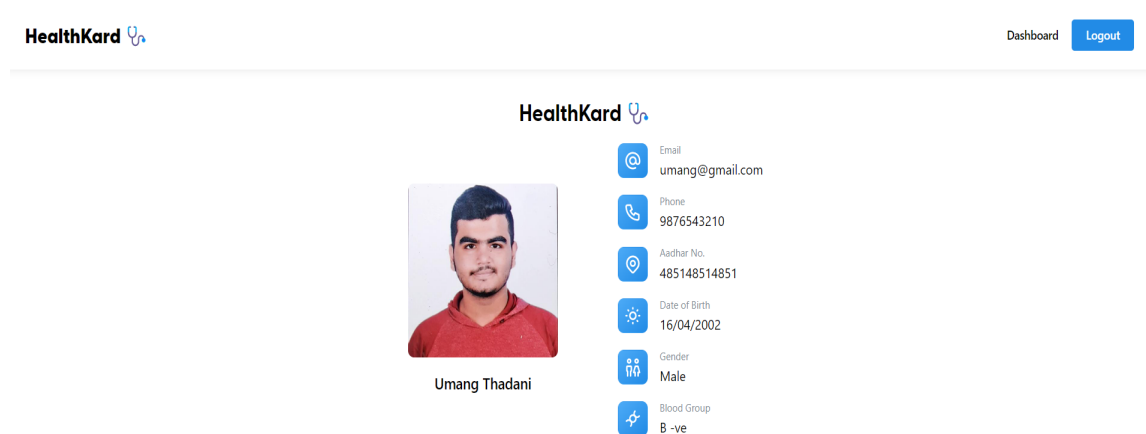 HealthKard
Dashboard
Logout
HealthKard
Email
umang@gmail.com
Phone
9876543210
Aadhar No.
485148514851
Date of Birth
16/04/2002
Gender
Male
Blood Group
B -ve
Umang Thadani